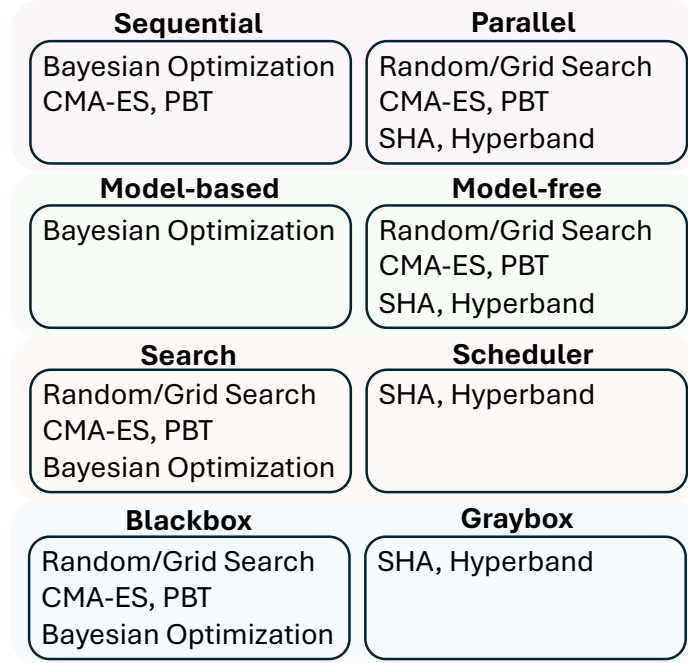 Sequential
Bayesian Optimization
CMA-ES, PBT
Parallel
Random/Grid Search
CMA-ES, PBT
SHA, Hyperband
Model-based
Bayesian Optimization
Model-free
Random/Grid Search
CMA-ES, PBT
SHA, Hyperband
Search
Random/Grid Search
CMA-ES, PBT
Bayesian Optimization
Scheduler
SHA, Hyperband
Blackbox
Random/Grid Search
CMA-ES, PBT
Bayesian Optimization
Graybox
SHA, Hyperband